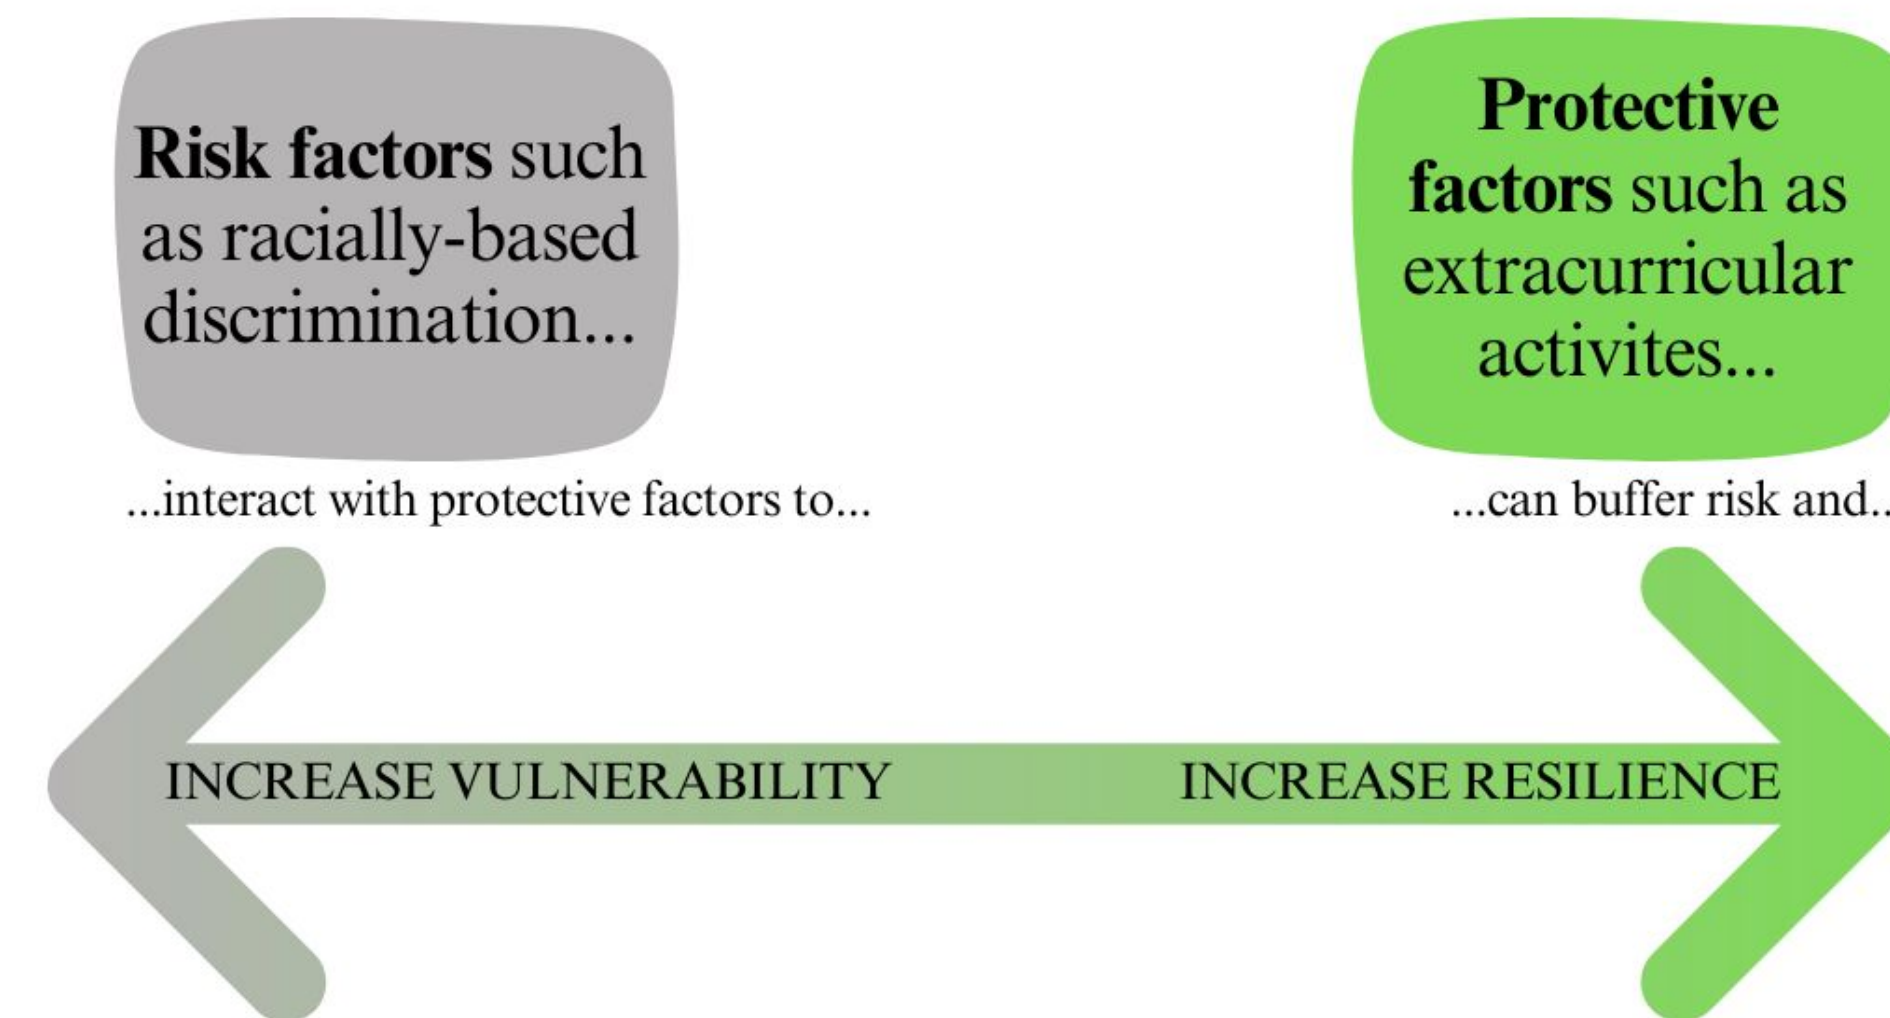 Risk factors such
as racially-based
discrimination...
...interact with protective factors to...
INCREASE VULNERABILITY
Protective
factors such as
extracurricular
activites...
...can buffer risk and..
INCREASE RESILIENCE